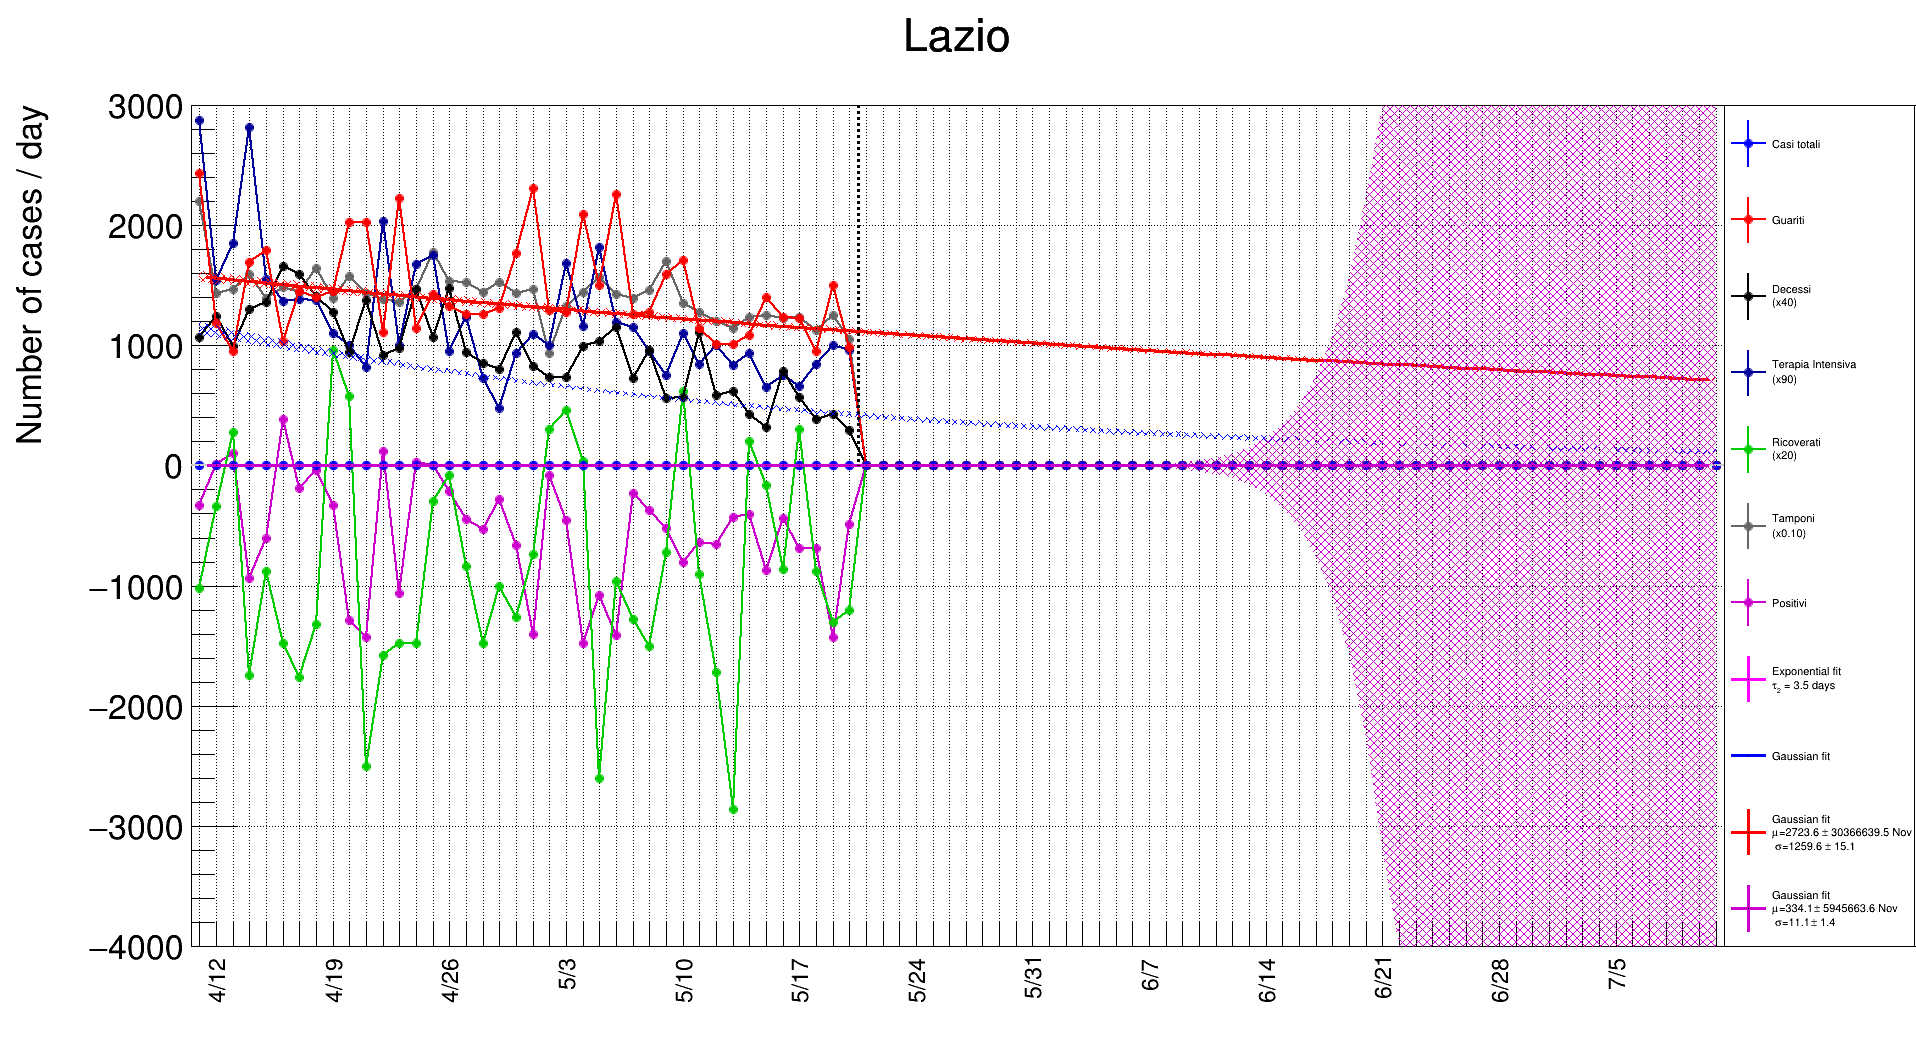 Lazio
Number of cases / day
3000
2000
1000
0
−1000
−2000
−3000
−4000
4/12
4/19
4/26
5/3
5/10
5/17
5/24
5/31
6/7
6/14
6/21
6/28
7/5
Casi totali
Guariti
Decessi
(x40)
Terapia Intensiva
(x90)
Ricoverati
(x20)
Tamponi
(x0.10)
Positivi
Exponential fit
τ₂ = 3.5 days
Gaussian fit
Gaussian fit
μ=2723.6 ± 30366639.5 Nov
σ=1259.6 ± 15.1
Gaussian fit
μ=334.1 ± 5945663.6 Nov
σ=11.1 ± 1.4